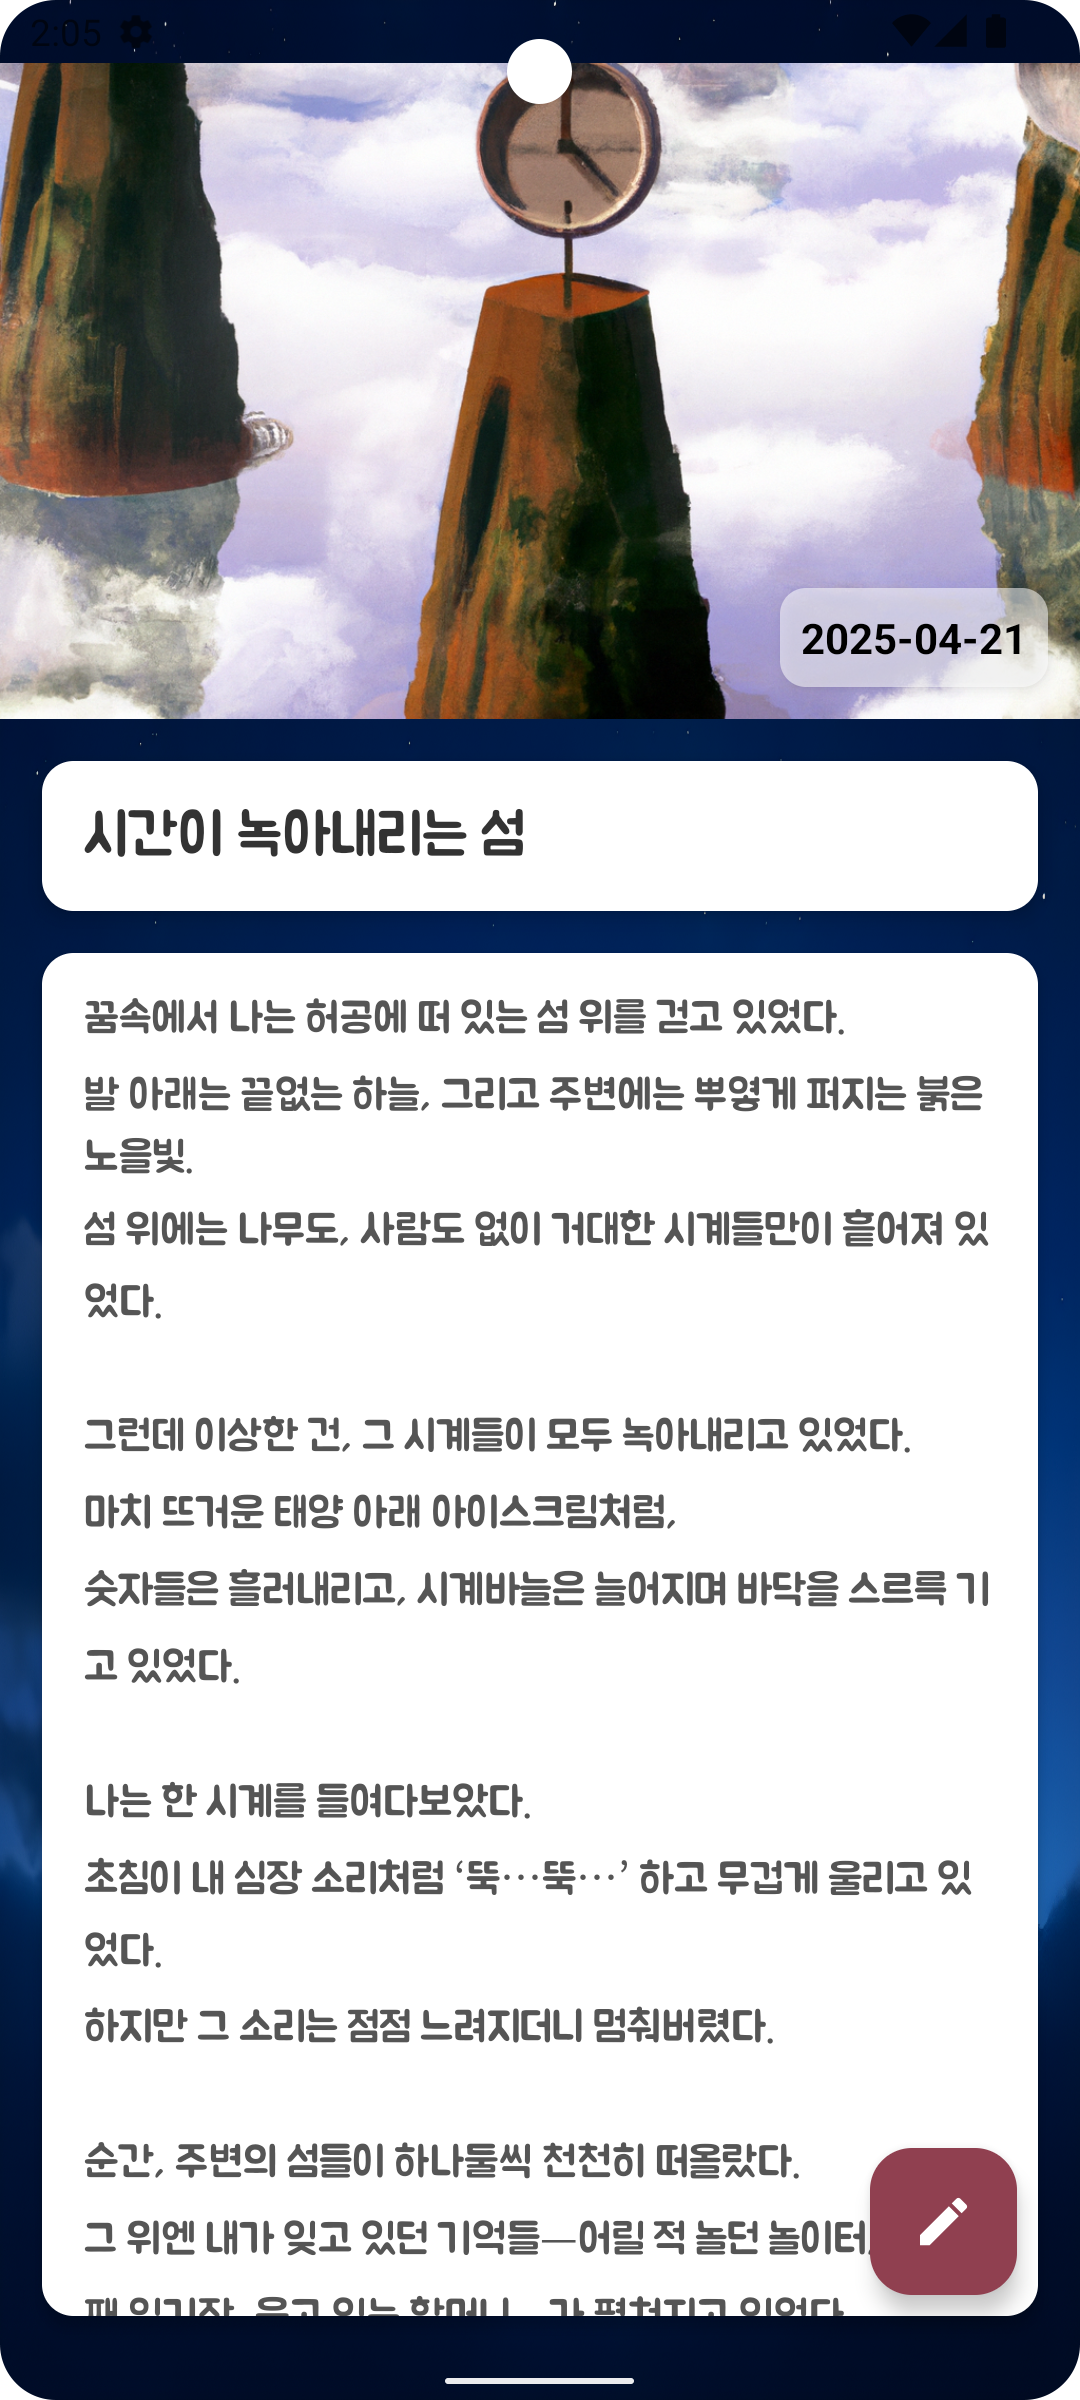 2:05
2025-04-21
시간이 녹아내리는 섬
꿈속에서 나는 허공에 떠 있는 섬 위를 걷고 있었다.
발 아래는 끝없는 하늘, 그리고 주변에는 뿌옇게 퍼지는 붉은
노을빛.
섬 위에는 나무도, 사람도 없이 거대한 시계들만이 흩어져 있
었다.
그런데 이상한 건, 그 시계들이 모두 녹아내리고 있었다.
마치 뜨거운 태양 아래 아이스크림처럼,
숫자들은 흘러내리고, 시계바늘은 늘어지며 바닥을 스르륵 기
고 있었다.
나는 한 시계를 들여다보았다.
초침이 내 심장 소리처럼 ‘뚝…뚝…’ 하고 무겁게 울리고 있
었다.
하지만 그 소리는 점점 느려지더니 멈춰버렸다.
순간, 주변의 섬들이 하나둘씩 천천히 떠올랐다.
그 위엔 내가 잊고 있던 기억들—어릴 적 놀던 놀이터,